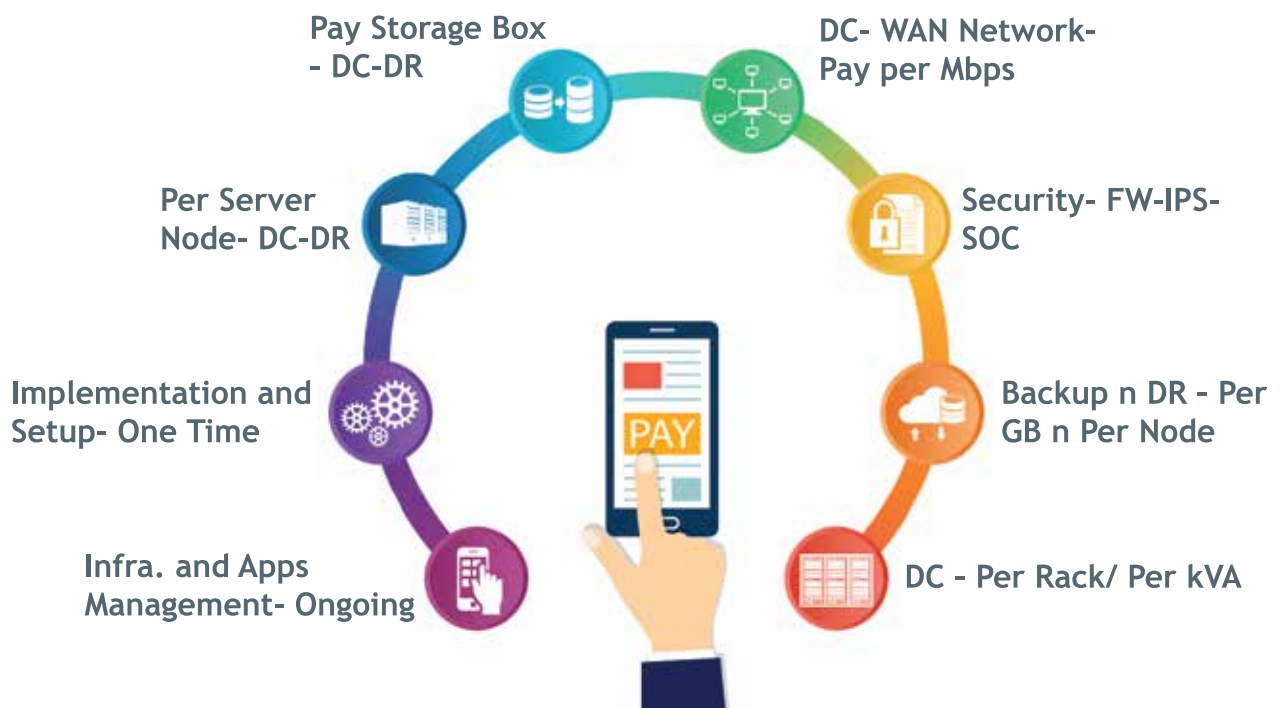 Pay Storage Box
- DC-DR
DC- WAN Network-
Pay per Mbps
Per Server
Node- DC-DR
Security- FW-IPS-
SOC
Implementation and
Setup- One Time
PAY
Backup n DR - Per
GB n Per Node
Infra. and Apps
Management- Ongoing
DC - Per Rack/ Per kVA